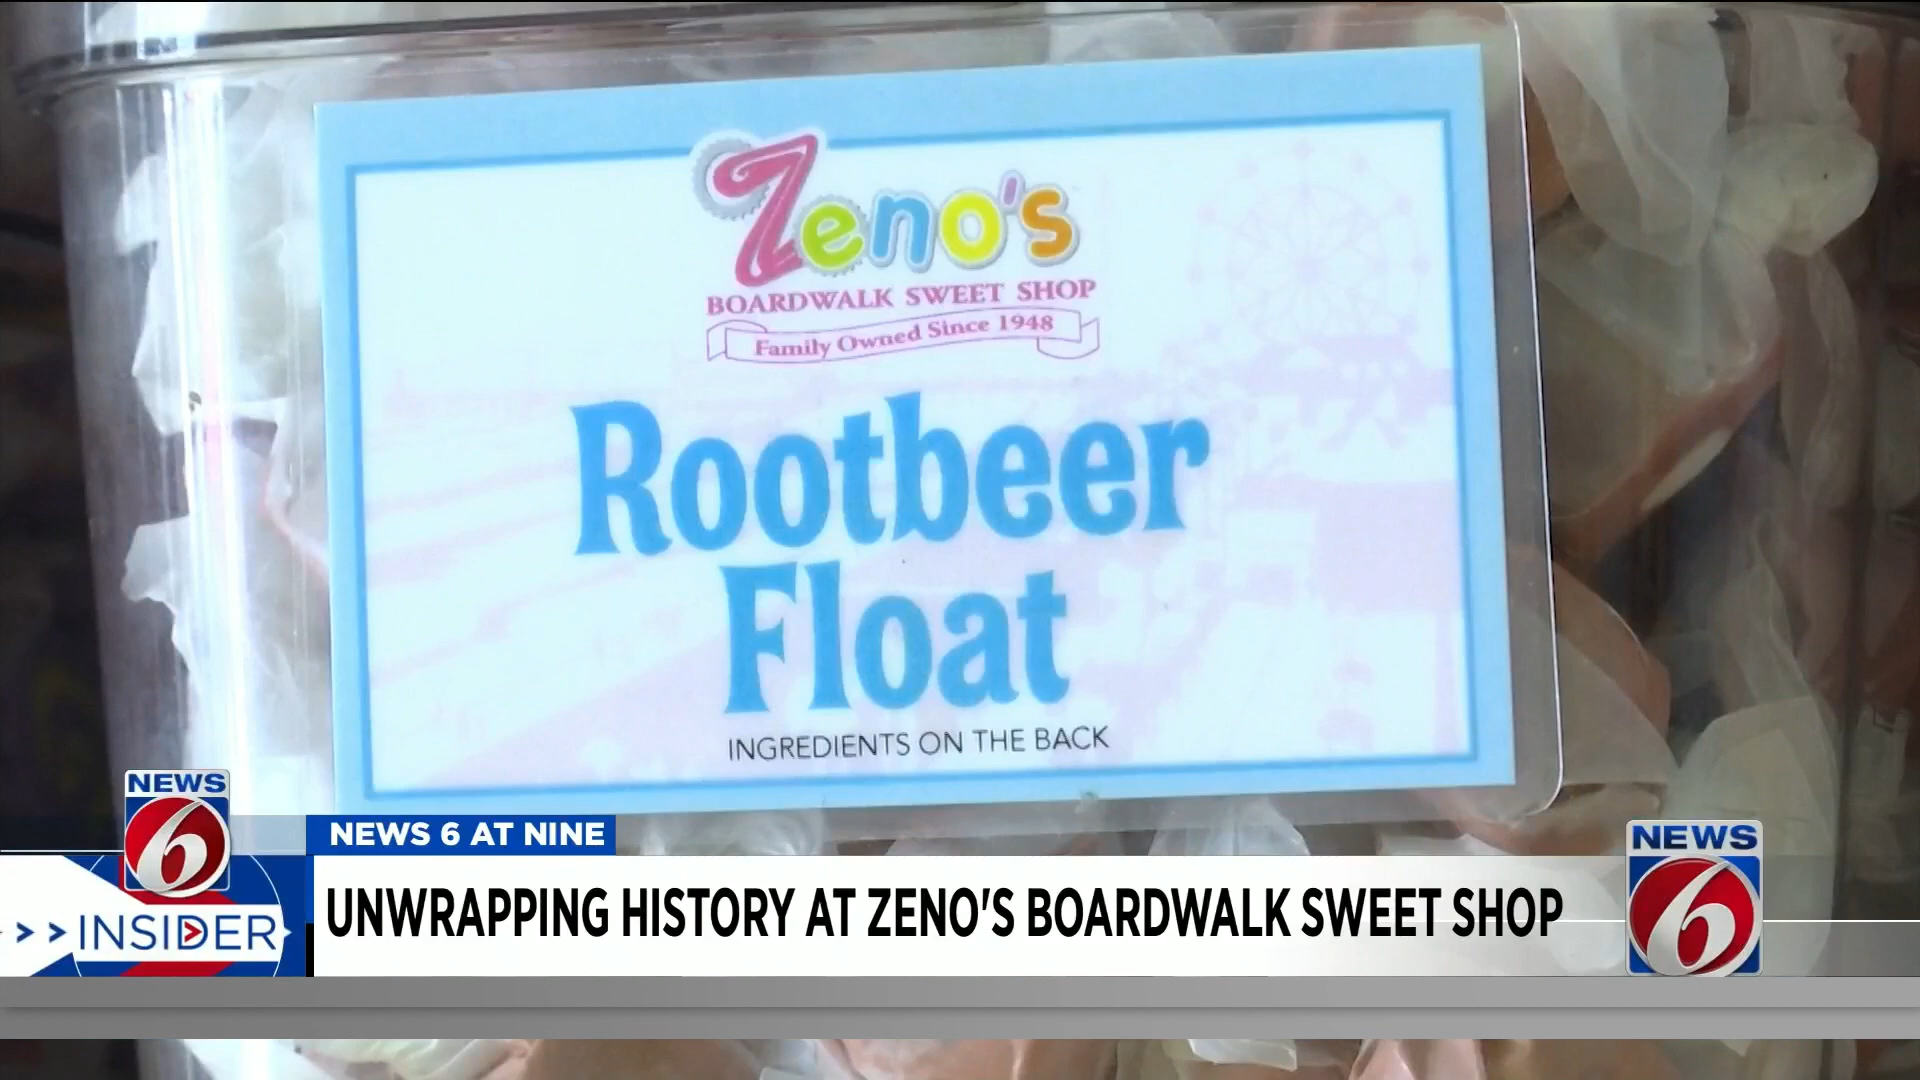 Zeno's
BOARDWALK SWEET SHOP
Family Owned Since 1948
Rootbeer
Float
INGREDIENTS ON THE BACK
NEWS
6
NEWS 6 AT NINE
>> INSIDER
UNWRAPPING HISTORY AT ZENO'S BOARDWALK SWEET SHOP
NEWS
6